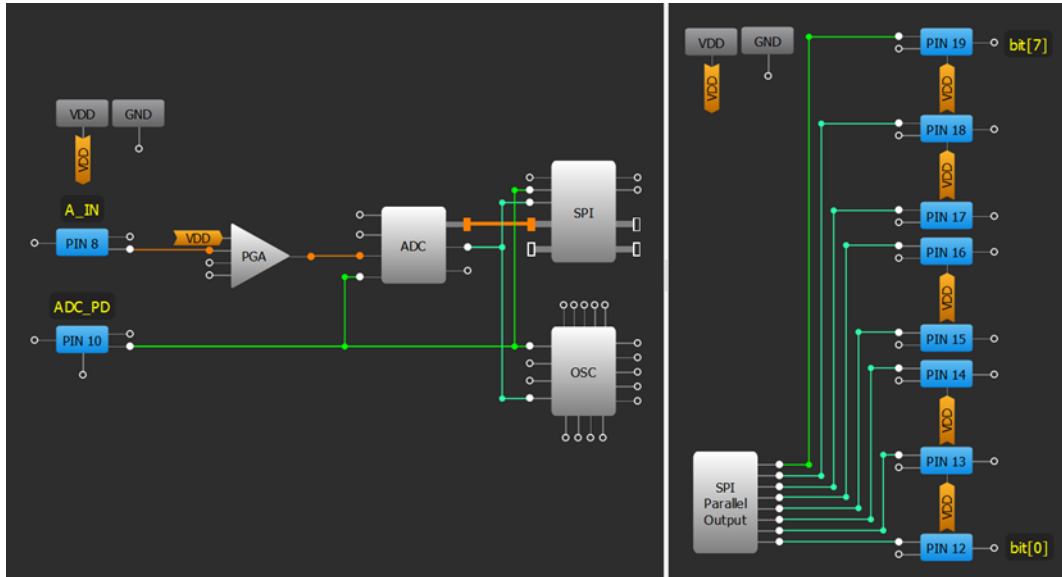 VDD
GND
VDD
A_IN
PIN 8
VDD
PGA
ADC
SPI
ADC_PD
PIN 10
OSC
VDD
GND
VDD
SPI
Parallel
Output
PIN 19
bit[7]
VDD
PIN 18
VDD
PIN 17
PIN 16
VDD
PIN 15
PIN 14
VDD
PIN 13
VDD
PIN 12
bit[0]